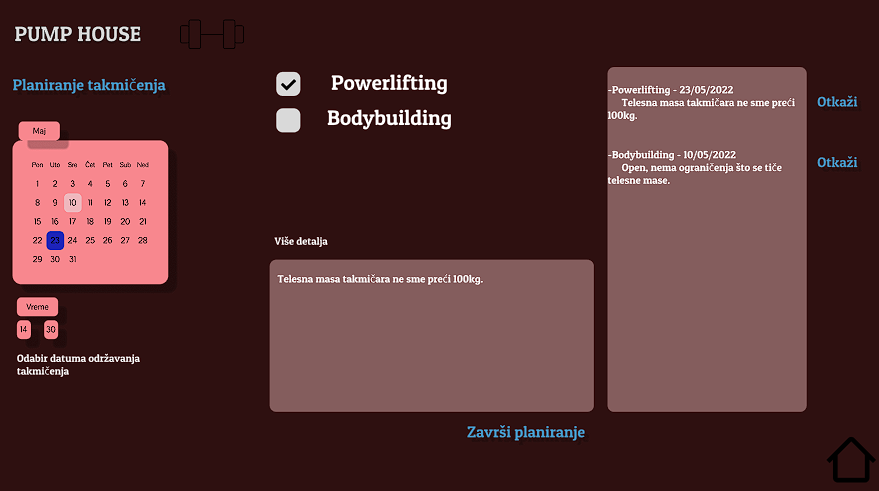 PUMP HOUSE
Planiranje takmičenja
Maj
Pon Uto Sre Čet Pet Sub Ned
1 2 3 4 5 6 7
8 9 10 11 12 13 14
15 16 17 18 19 20 21
22 23 24 25 26 27 28
29 30 31
Vreme
14 30
Odabir datuma održavanja
takmičenja
Powerlifting
Bodybuilding
Više detalja
Telesna masa takmičara ne sme preći 100kg.
Završi planiranje
-Powerlifting - 23/05/2022
Telesna masa takmičara ne sme preći
100kg.
Otkaži
-Bodybuilding - 10/05/2022
Open, nema ograničenja što se tiče
telesne mase.
Otkaži